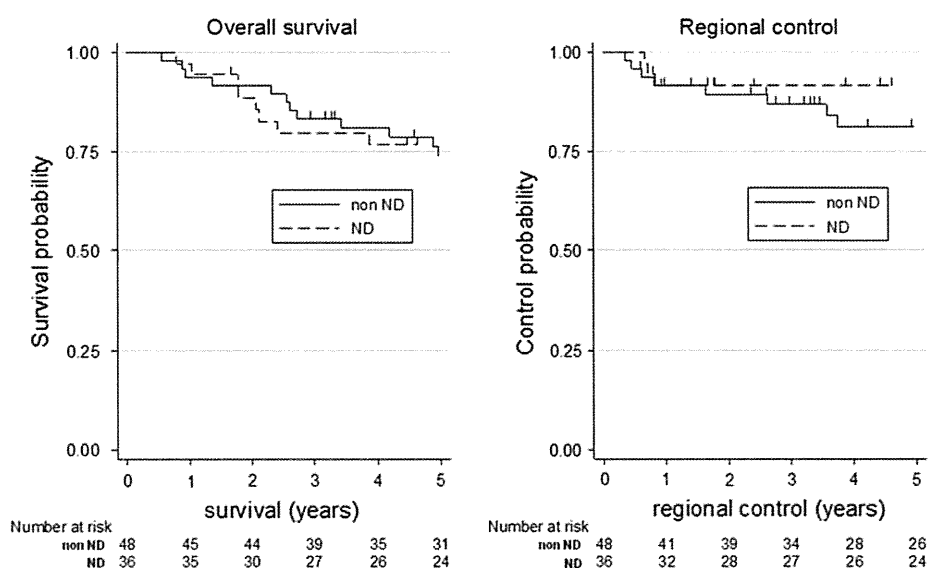 Overall survival
1.00
0.75
0.50
0.25
0.00
Survival probability
non ND
ND
0 1 2 3 4 5
survival (years)
Number at risk
non ND 48 45 44 39 35 31
ND 36 35 30 27 26 24
Regional control
1.00
0.75
0.50
0.25
0.00
Control probability
non ND
ND
0 1 2 3 4 5
regional control (years)
Number at risk
non ND 48 41 39 34 28 26
ND 36 32 28 27 26 24